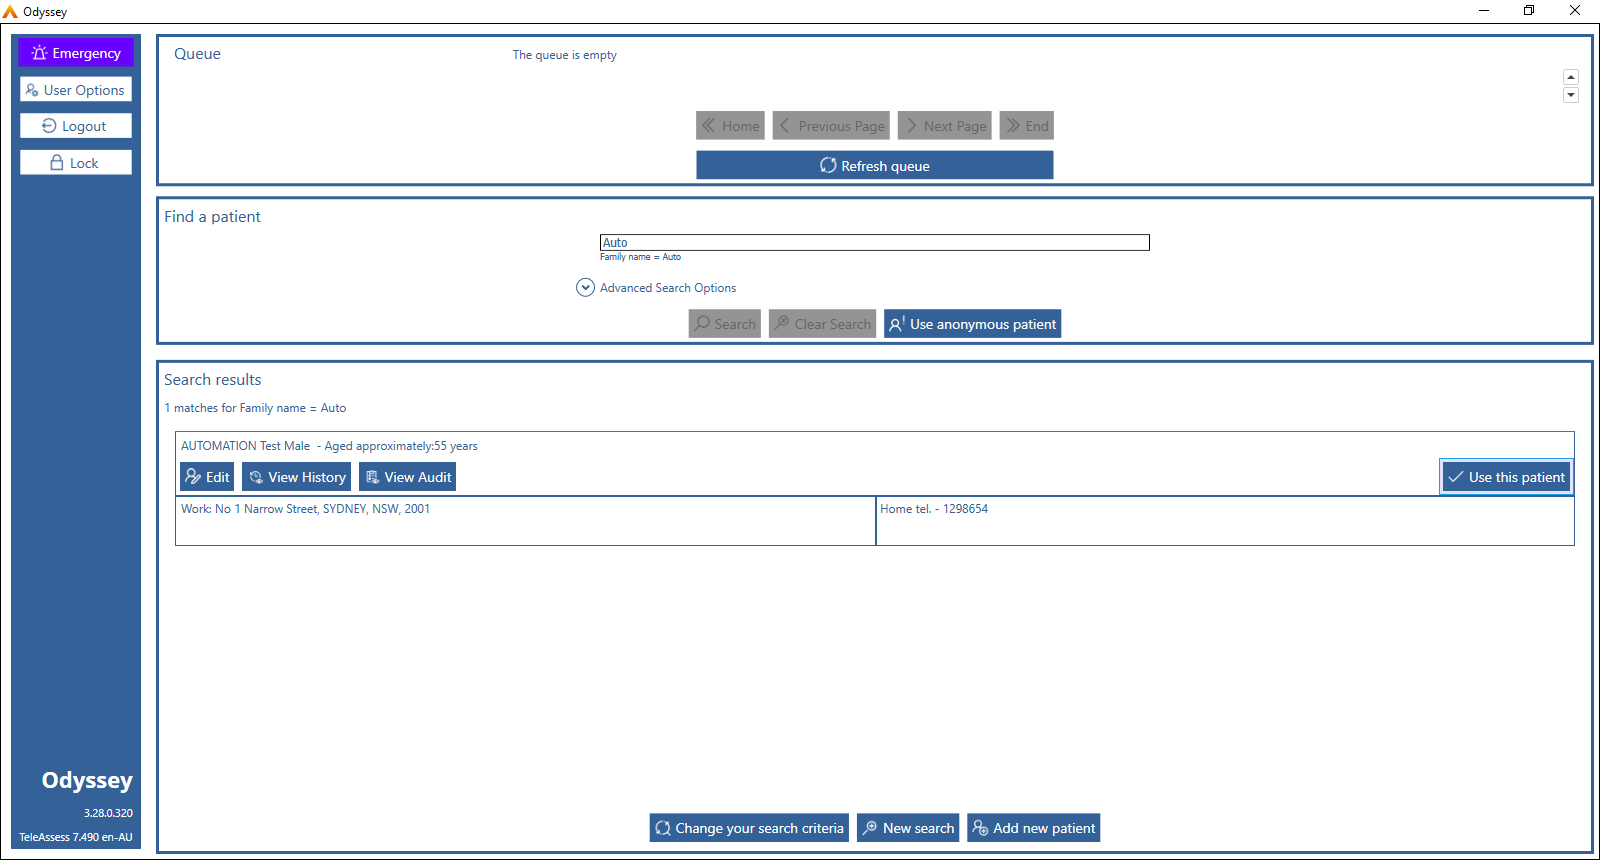 Odyssey
Emergency
User Options
Logout
Lock
Queue
The queue is empty
Home
Previous Page
Next Page
End
Refresh queue
Find a patient
Auto
Family name = Auto
Advanced Search Options
Search
Clear Search
Use anonymous patient
Search results
1 matches for Family name = Auto
AUTOMATION Test Male - Aged approximately:55 years
Edit
View History
View Audit
Use this patient
Work: No 1 Narrow Street, SYDNEY, NSW, 2001
Home tel. - 1298654
Change your search criteria
New search
Add new patient
Odyssey
3.28.0.320
TeleAssess 7.490 en-AU